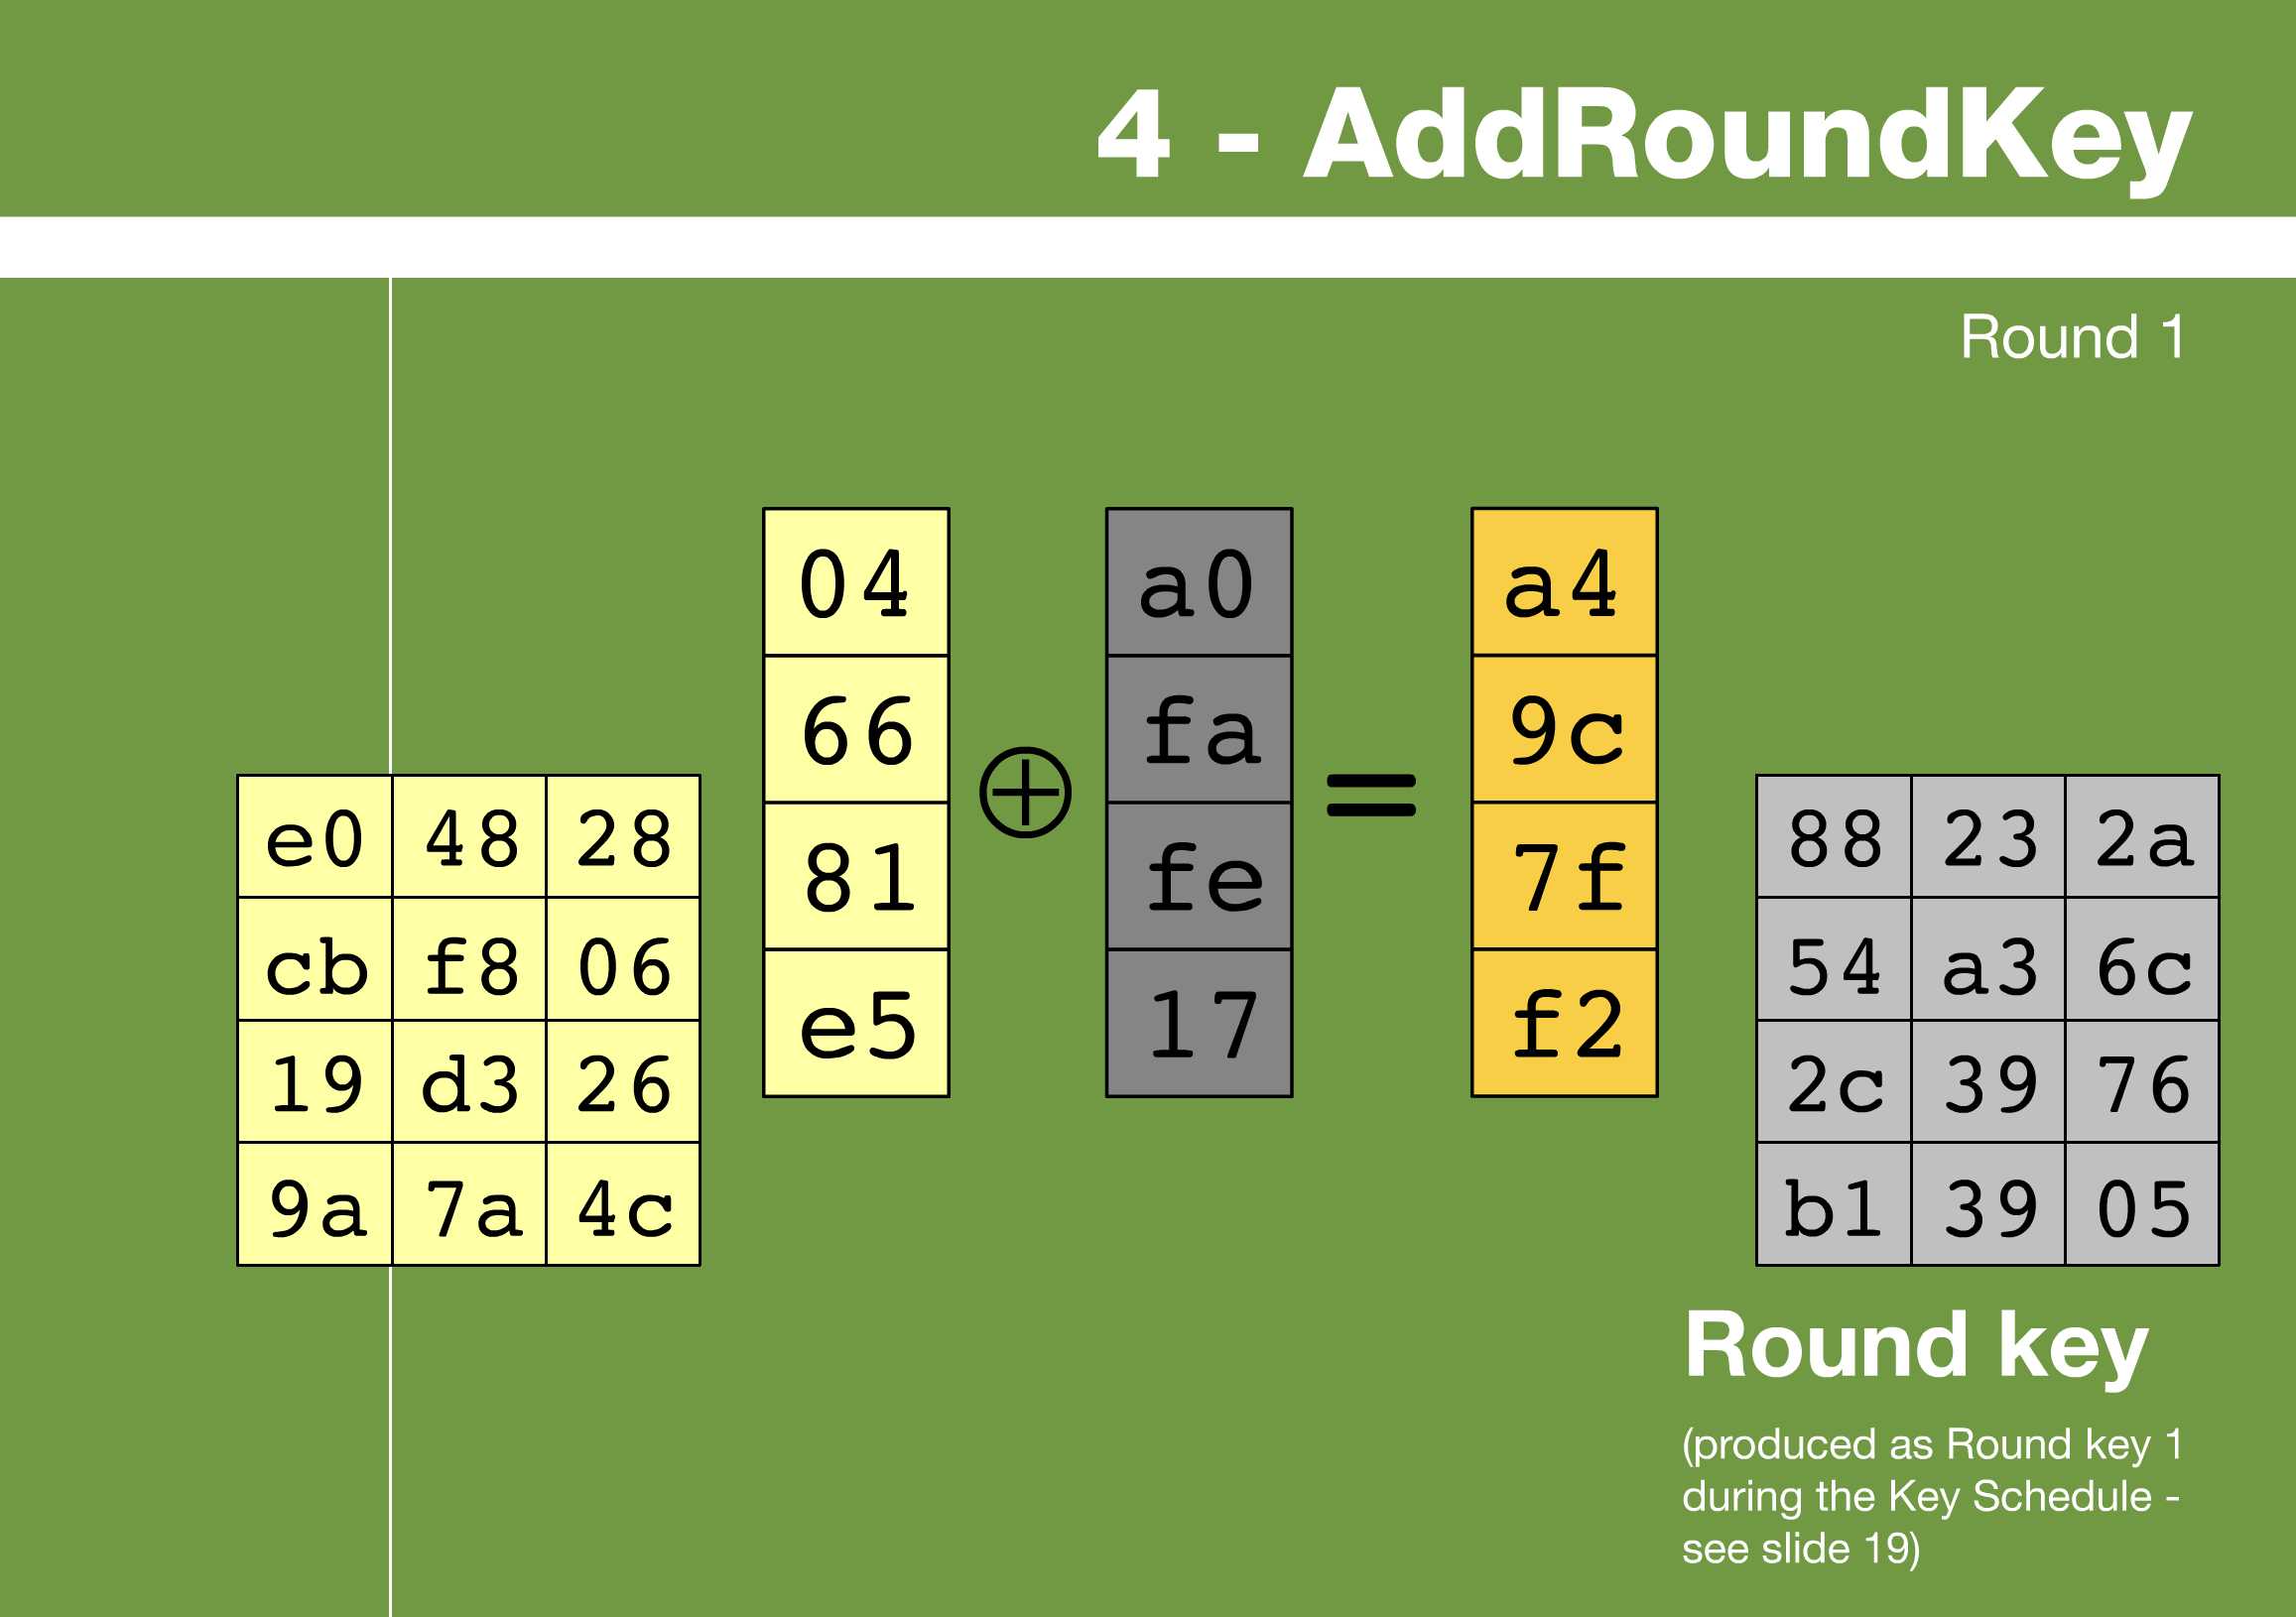 4 - AddRoundKey
Round 1
04 a0 a4
66 fa 9c
⊕ =
81 fe 7f
e5 17 f2
e0 48 28
cb f8 06
19 d3 26
9a 7a 4c
88 23 2a
54 a3 6c
2c 39 76
b1 39 05
Round key
(produced as Round key 1
during the Key Schedule -
see slide 19)